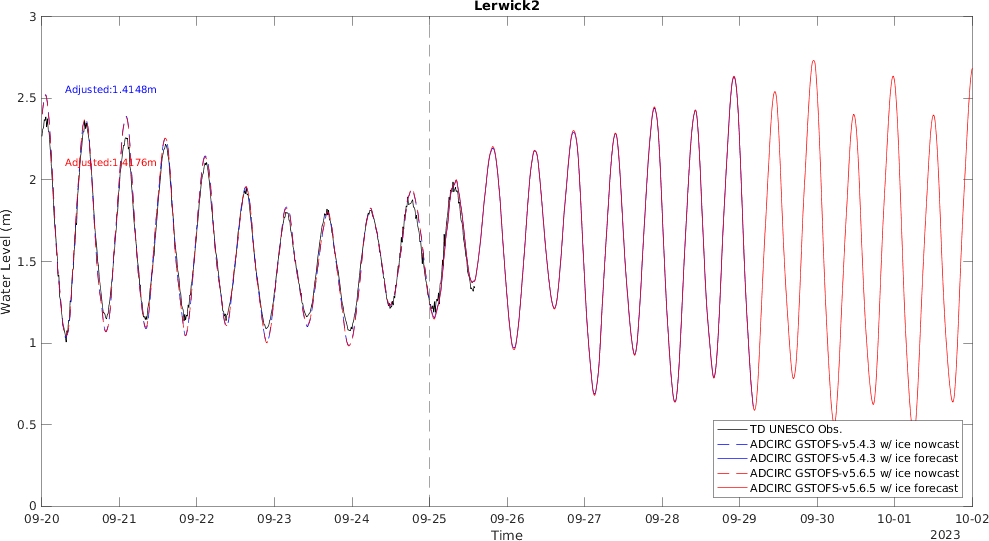 Lerwick2
3
2.5
2
1.5
1
0.5
0
Water Level (m)
Adjusted:1.4148m
Adjusted:1.4176m
TD UNESCO Obs.
ADCIRC GSTOFS-v5.4.3 w/ ice nowcast
ADCIRC GSTOFS-v5.4.3 w/ ice forecast
ADCIRC GSTOFS-v5.6.5 w/ ice nowcast
ADCIRC GSTOFS-v5.6.5 w/ ice forecast
09-20 09-21 09-22 09-23 09-24 09-25 09-26 09-27 09-28 09-29 09-30 10-01 10-02
Time
2023